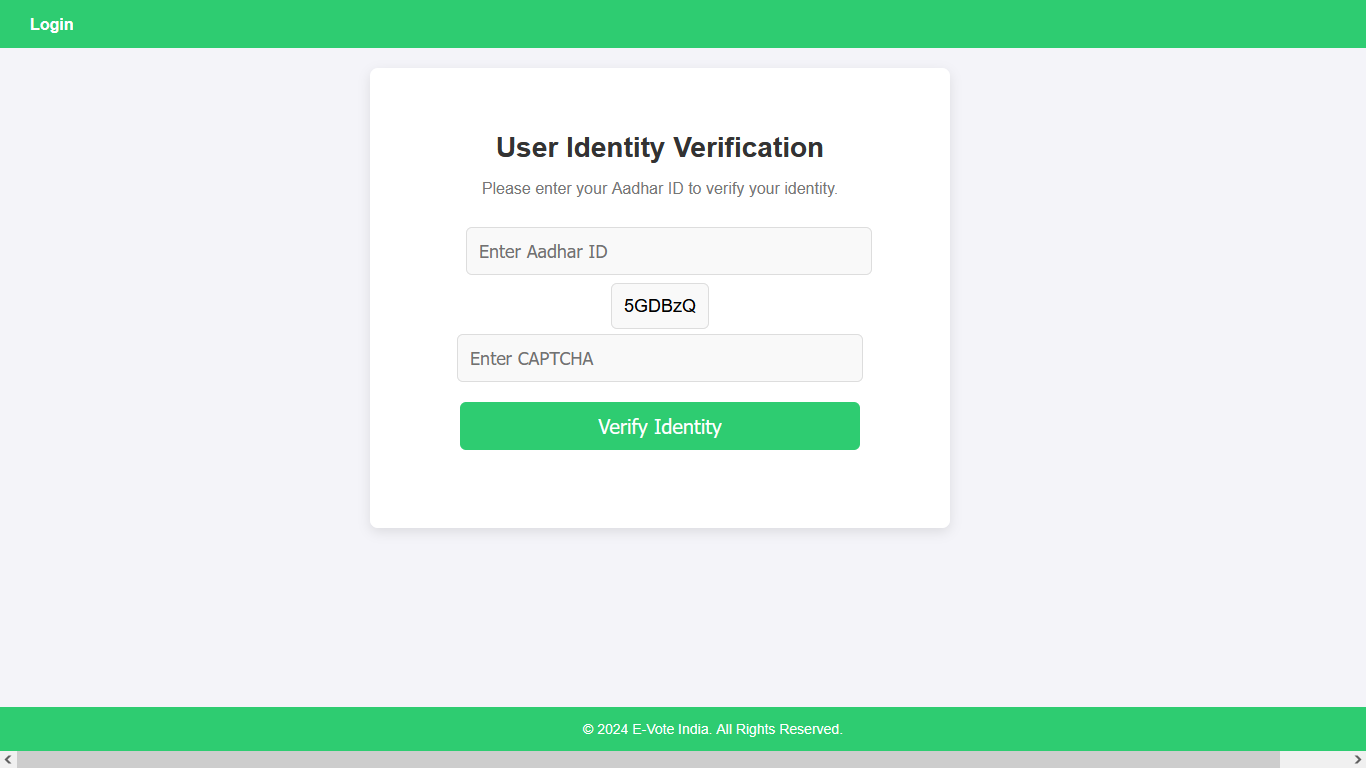 Login
User Identity Verification
Please enter your Aadhar ID to verify your identity.
Enter Aadhar ID
5GDBzQ
Enter CAPTCHA
Verify Identity
© 2024 E-Vote India. All Rights Reserved.